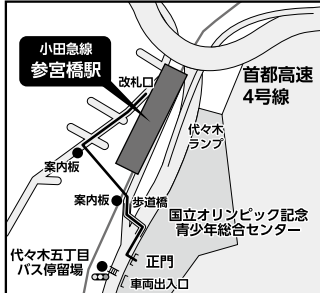 小田急線
参宮橋駅
改札口
首都高速
4号線
代々木
ランプ
案内板
案内板
歩道橋
国立オリンピック記念
青少年総合センター
代々木五丁目
バス停留場
正門
車両出入口